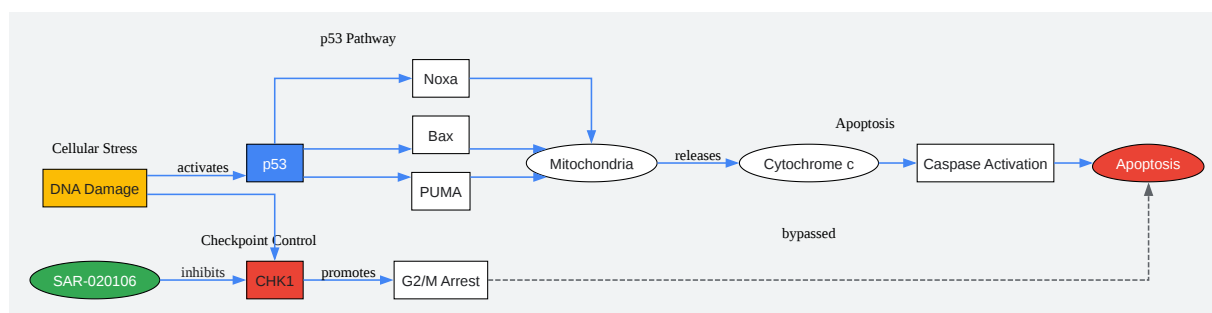 p53 Pathway
Noxa
Bax
Apoptosis
Cellular Stress
activates
p53
Mitochondria
releases
Cytochrome c
Caspase Activation
Apoptosis
DNA Damage
PUMA
bypassed
Checkpoint Control
SAR-020106
inhibits
CHK1
promotes
G2/M Arrest